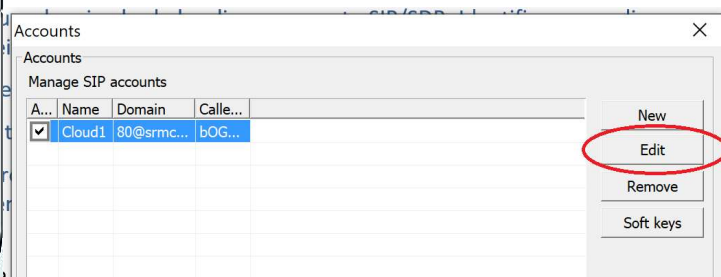 Accounts
Accounts
Manage SIP accounts
A... Name Domain Calle...
Cloud1 80@srmc... bOG...
New
Edit
Remove
Soft keys